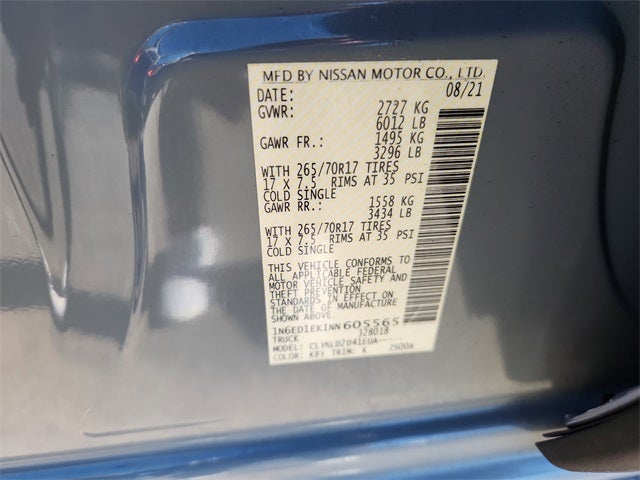 MFD BY NISSAN MOTOR CO., LTD.
DATE: 08/21
GVWR: 2727 KG
6012 LB
GAWR FR.: 1495 KG
3296 LB
WITH 265/70R17 TIRES
17 X 7.5 RIMS AT 35 PSI
COLD SINGLE
GAWR RR.: 1558 KG
3434 LB
WITH 265/70R17 TIRES
17 X 7.5 RIMS AT 35 PSI
COLD SINGLE
THIS VEHICLE CONFORMS TO
ALL APPLICABLE FEDERAL
MOTOR VEHICLE SAFETY AND
THEFT PREVENTION
STANDARDS IN EFFECT ON
THE DATE OF MANUFACTURE
SHOWN ABOVE.
1N6ED1EK1NN605565
TRUCK 328018
CLYNLD2D41EUA-----
COLOR: KBY TRIM: X 2500A